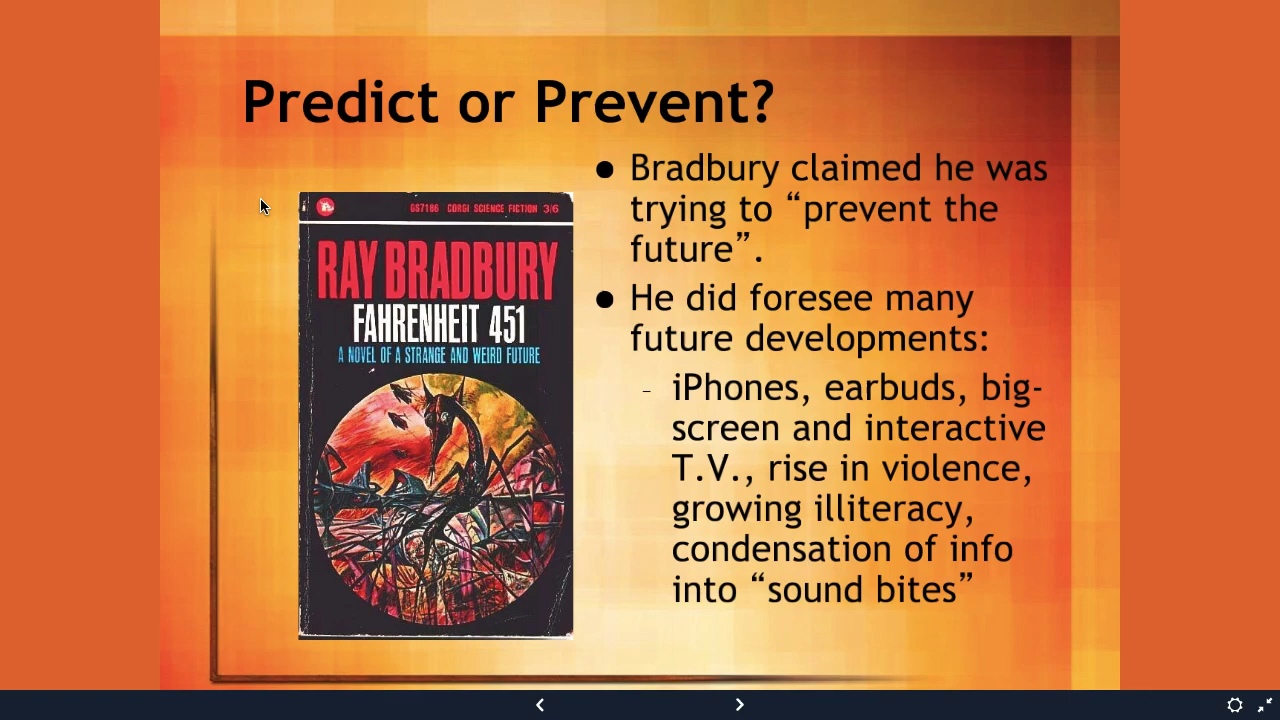 Predict or Prevent?
● Bradbury claimed he was
trying to “prevent the
future”.
● He did foresee many
future developments:
– iPhones, earbuds, big-
screen and interactive
T.V., rise in violence,
growing illiteracy,
condensation of info
into “sound bites”
GS7186 CORGI SCIENCE FICTION 3/6
RAY BRADBURY
FAHRENHEIT 451
A NOVEL OF A STRANGE AND WEIRD FUTURE